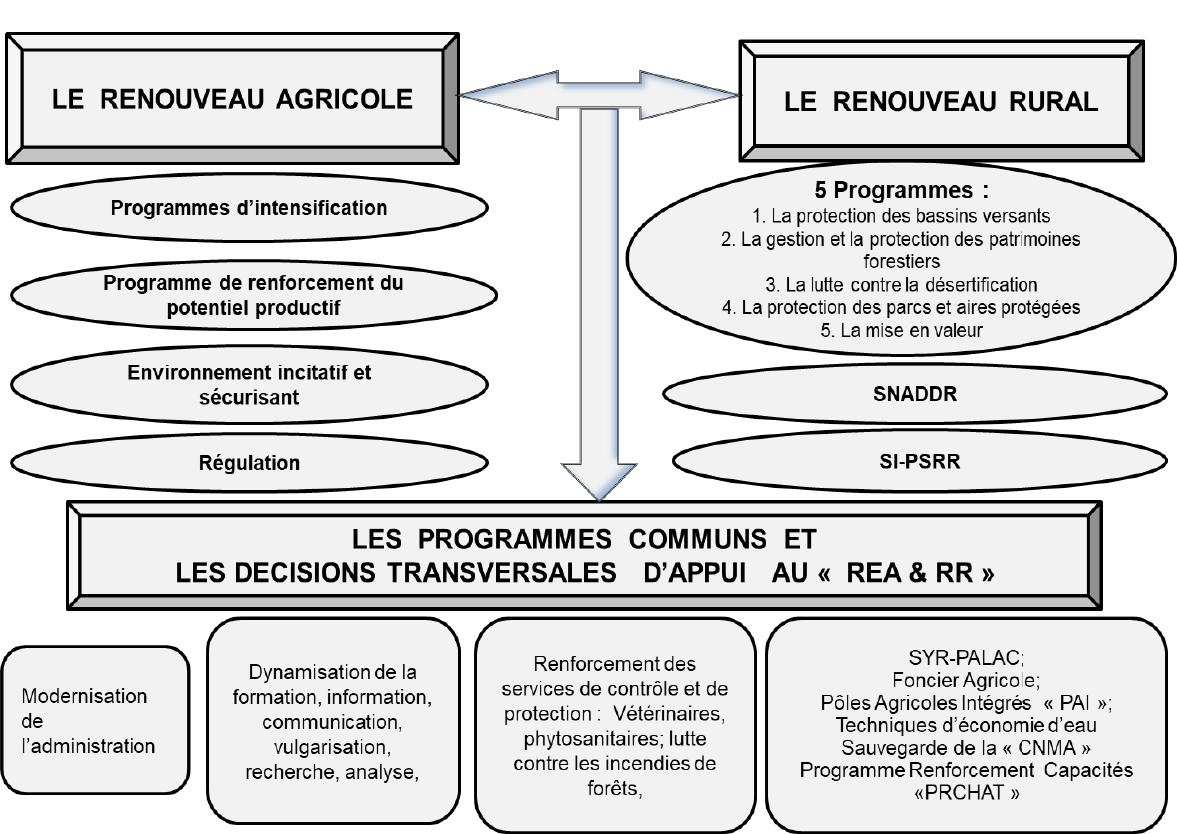 LE RENOUVEAU AGRICOLE
Programmes d'intensification
Programme de renforcement du
potentiel productif
Environnement incitatif et
sécurisant
Régulation
LE RENOUVEAU RURAL
5 Programmes :
1. La protection des bassins versants
2. La gestion et la protection des patrimoines
forestiers
3. La lutte contre la désertification
4. La protection des parcs et aires protégées
5. La mise en valeur
SNADDR
SI-PSRR
LES PROGRAMMES COMMUNS ET
LES DECISIONS TRANSVERSALES D'APPUI AU « REA & RR »
Modernisation
de
l'administration
Dynamisation de la
formation, information,
communication,
vulgarisation,
recherche, analyse,
Renforcement des
services de contrôle et de
protection : Vétérinaires,
phytosanitaires; lutte
contre les incendies de
forêts,
SYR-PALAC;
Foncier Agricole;
Pôles Agricoles Intégrés « PAI »;
Techniques d'économie d'eau
Sauvegarde de la « CNMA »
Programme Renforcement Capacités
«PRCHAT »